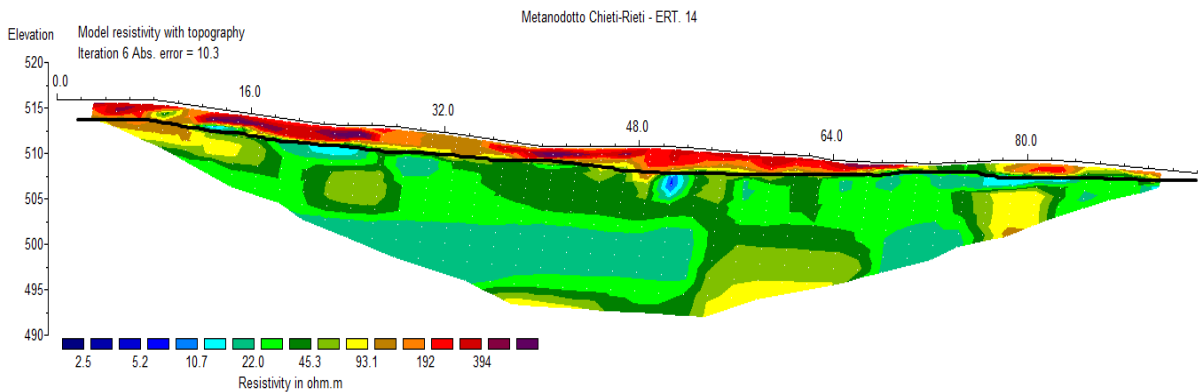 Metanodotto Chieti-Rieti - ERT. 14
Elevation
Model resistivity with topography
Iteration 6 Abs. error = 10.3
520
515
510
505
500
495
490
0.0
16.0
32.0
48.0
64.0
80.0
2.5 5.2 10.7 22.0 45.3 93.1 192 394
Resistivity in ohm.m